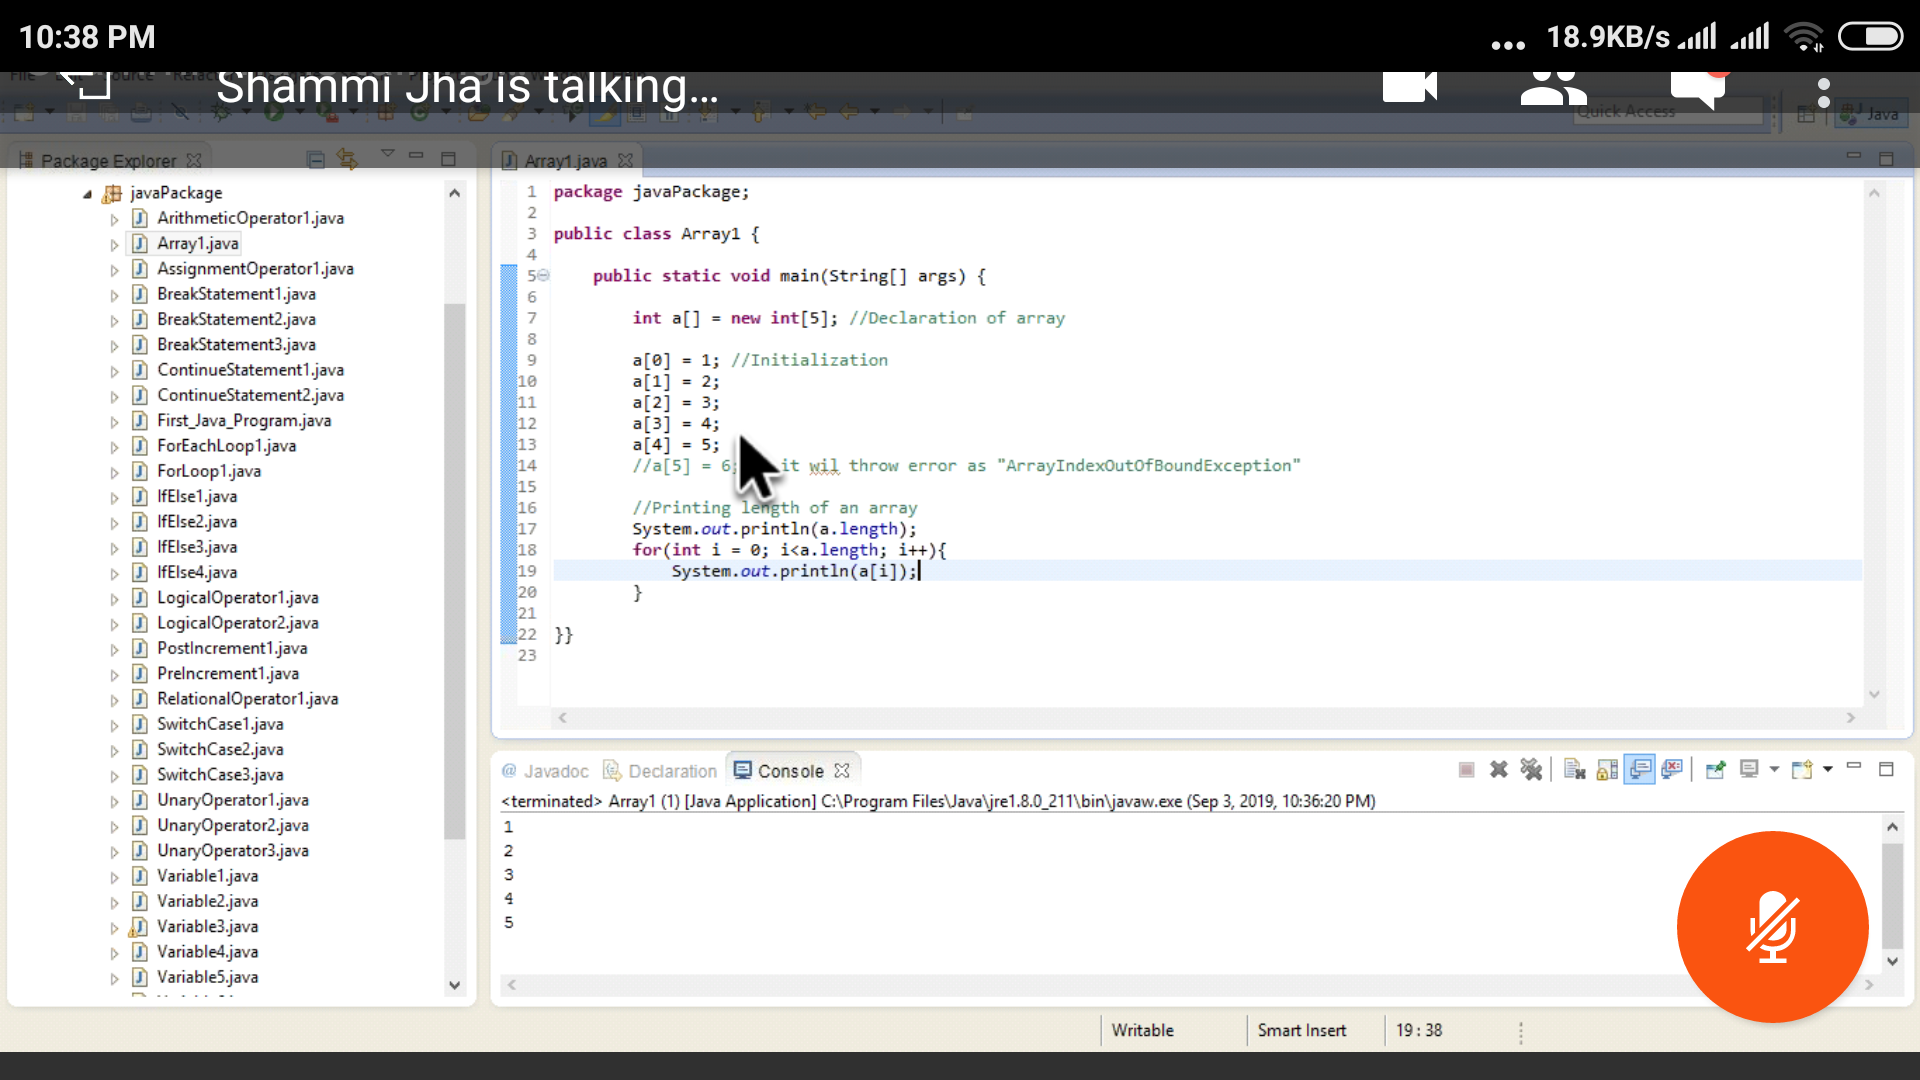 10:38 PM
... 18.9KB/s
Shammi Jha is talking...
File Source Refactor
Quick Access
Java
Package Explorer
Array1.java
javaPackage
ArithmeticOperator1.java
Array1.java
AssignmentOperator1.java
BreakStatement1.java
BreakStatement2.java
BreakStatement3.java
ContinueStatement1.java
ContinueStatement2.java
First_Java_Program.java
ForEachLoop1.java
ForLoop1.java
IfElse1.java
IfElse2.java
IfElse3.java
IfElse4.java
LogicalOperator1.java
LogicalOperator2.java
PostIncrement1.java
PreIncrement1.java
RelationalOperator1.java
SwitchCase1.java
SwitchCase2.java
SwitchCase3.java
UnaryOperator1.java
UnaryOperator2.java
UnaryOperator3.java
Variable1.java
Variable2.java
Variable3.java
Variable4.java
Variable5.java
1 package javaPackage;
2
3 public class Array1 {
4
5 public static void main(String[] args) {
6
7 int a[] = new int[5]; //Declaration of array
8
9 a[0] = 1; //Initialization
10 a[1] = 2;
11 a[2] = 3;
12 a[3] = 4;
13 a[4] = 5;
14 //a[5] = 6; it wil throw error as "ArrayIndexOutOfBoundException"
15
16 //Printing length of an array
17 System.out.println(a.length);
18 for(int i = 0; i<a.length; i++){
19 System.out.println(a[i]);
20 }
21
22 }}
23
@ Javadoc Declaration Console
<terminated> Array1 (1) [Java Application] C:\Program Files\Java\jre1.8.0_211\bin\javaw.exe (Sep 3, 2019, 10:36:20 PM)
1
2
3
4
5
Writable Smart Insert 19 : 38